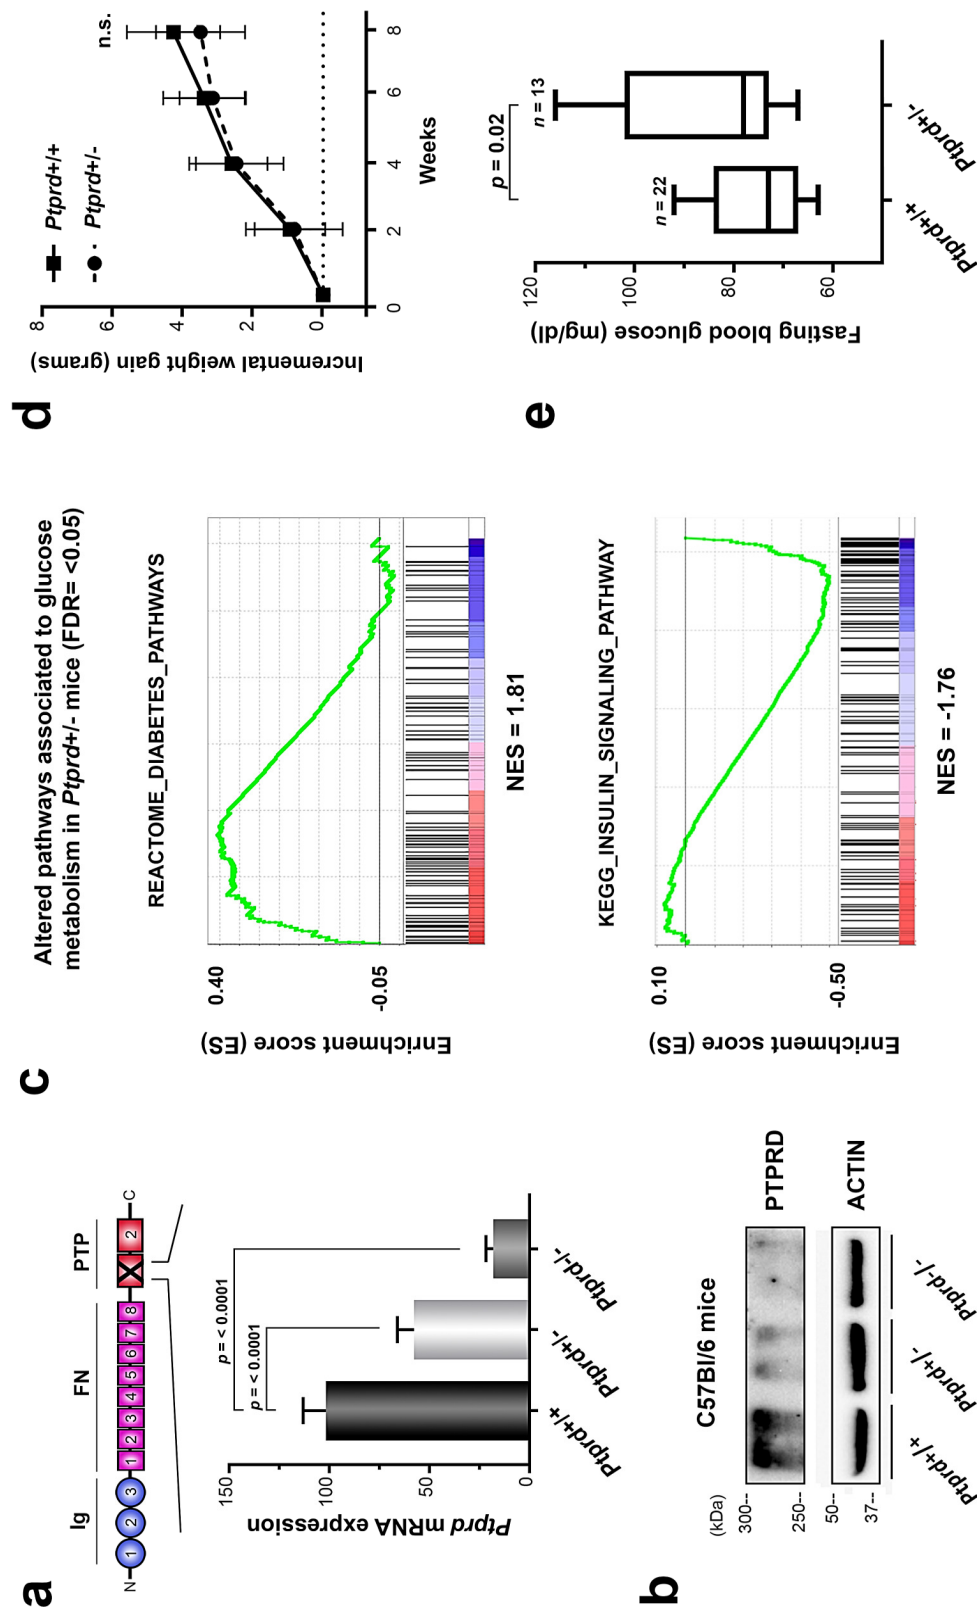 a
Ig
FN
PTP
N
1
2
3
1
2
3
4
5
6
7
8
X
2
C
Ptprd mRNA expression
150
100
50
0
p = < 0.0001
p = < 0.0001
Ptprd+/+
Ptprd+/-
Ptprd-/-
b
C57Bl/6 mice
(kDa)
300--
250--
50--
37--
PTPRD
ACTIN
Ptprd+/+
Ptprd+/-
Ptprd-/-
c
Altered pathways associated to glucose
metabolism in Ptprd+/- mice (FDR= <0.05)
REACTOME_DIABETES_PATHWAYS
Enrichment score (ES)
0.40
-0.05
NES = 1.81
KEGG_INSULIN_SIGNALING_PATHWAY
Enrichment score (ES)
0.10
-0.50
NES = -1.76
d
Incremental weight gain (grams)
8
6
4
2
0
Ptprd+/+
Ptprd+/-
n.s.
0
2
4
6
8
Weeks
e
Fasting blood glucose (mg/dl)
120
100
80
60
p = 0.02
n = 22
n = 13
Ptprd+/+
Ptprd+/-